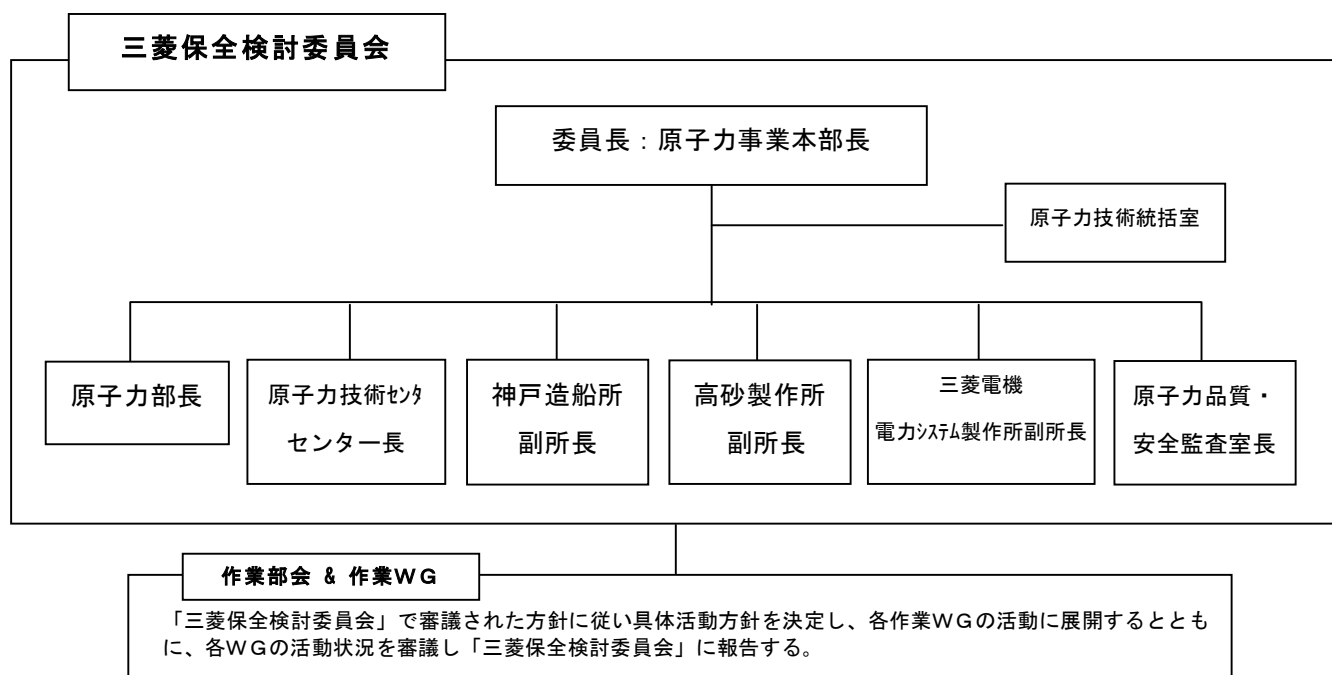 三菱保全検討委員会
委員長：原子力事業本部長
原子力技術統括室
原子力部長
原子力技術ｾﾝﾀ
センター長
神戸造船所
副所長
高砂製作所
副所長
三菱電機
電力ｼｽﾃﾑ製作所副所長
原子力品質・
安全監査室長
作業部会 & 作業ＷＧ
「三菱保全検討委員会」で審議された方針に従い具体活動方針を決定し、各作業ＷＧの活動に展開するととも
に、各ＷＧの活動状況を審議し「三菱保全検討委員会」に報告する。